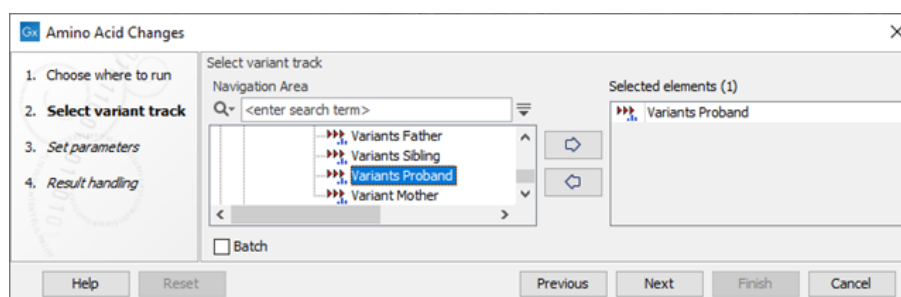 Gx Amino Acid Changes
1. Choose where to run
2. Select variant track
3. Set parameters
4. Result handling
Select variant track
Navigation Area
<enter search term>
Variants Father
Variants Sibling
Variants Proband
Variant Mother
Batch
Selected elements (1)
Variants Proband
Help Reset Previous Next Finish Cancel